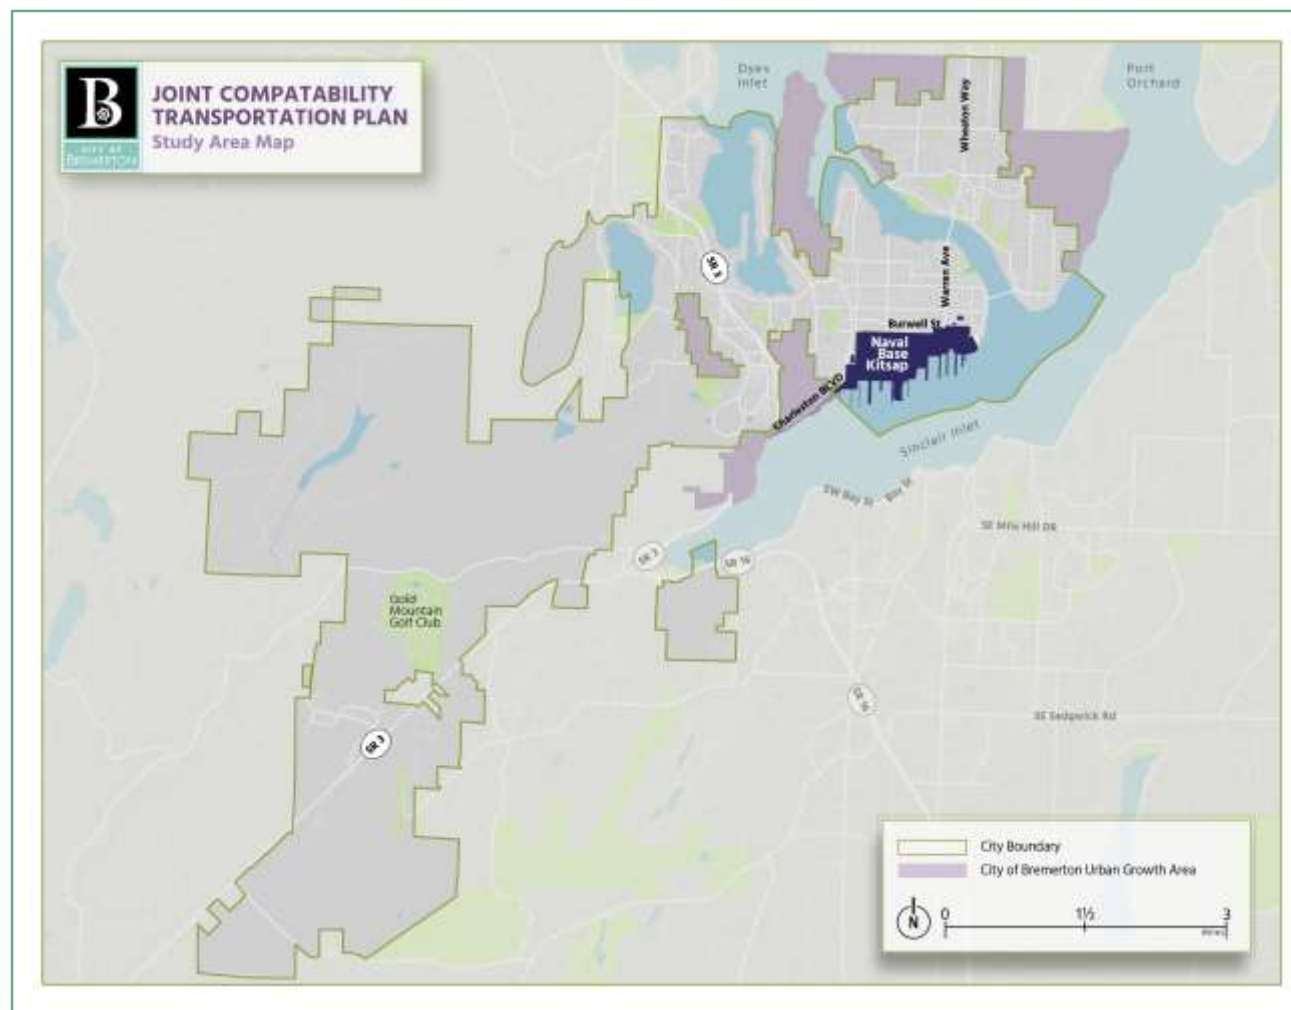 B
CITY OF
BREMERTON
JOINT COMPATABILITY
TRANSPORTATION PLAN
Study Area Map
Dyes
Inlet
Port
Orchard
Wheaton Way
SR 3
Warren Ave
Burwell St
Naval
Base
Kitsap
Charleston BLVD
Sinclair Inlet
SW Bay St - Bay St
SE Mile Hill DR
SR 3
SR 16
Gold
Mountain
Golf Club
SR 16
SE Sedgwick Rd
SR 3
City Boundary
City of Bremerton Urban Growth Area
N
0 1½ 3
Miles